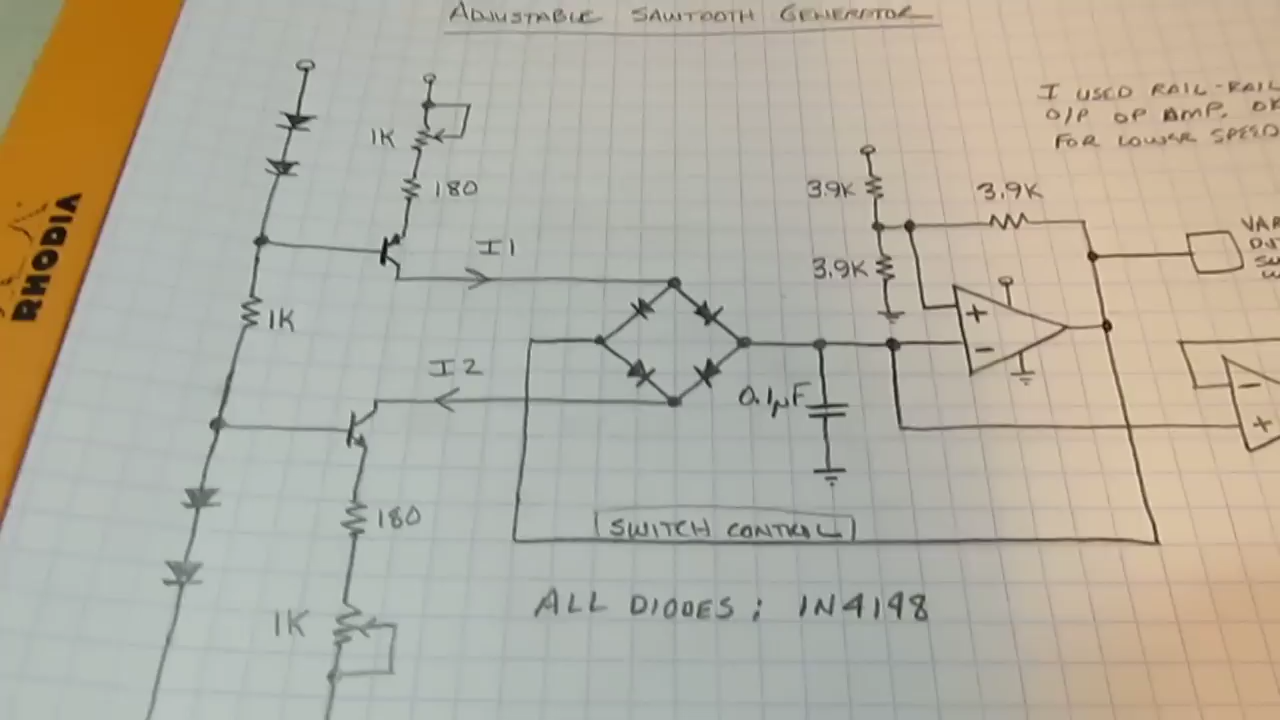 ADJUSTABLE SAWTOOTH GENERATOR
I USED RAIL-RAIL
O/P OP AMP. OK
FOR LOWER SPEED
1K
180
3.9K
3.9K
I1
3.9K
VAR
RHODIA
1K
+
-
I2
0.1µF
-
+
180
SWITCH CONTROL
ALL DIODES; 1N4148
1K